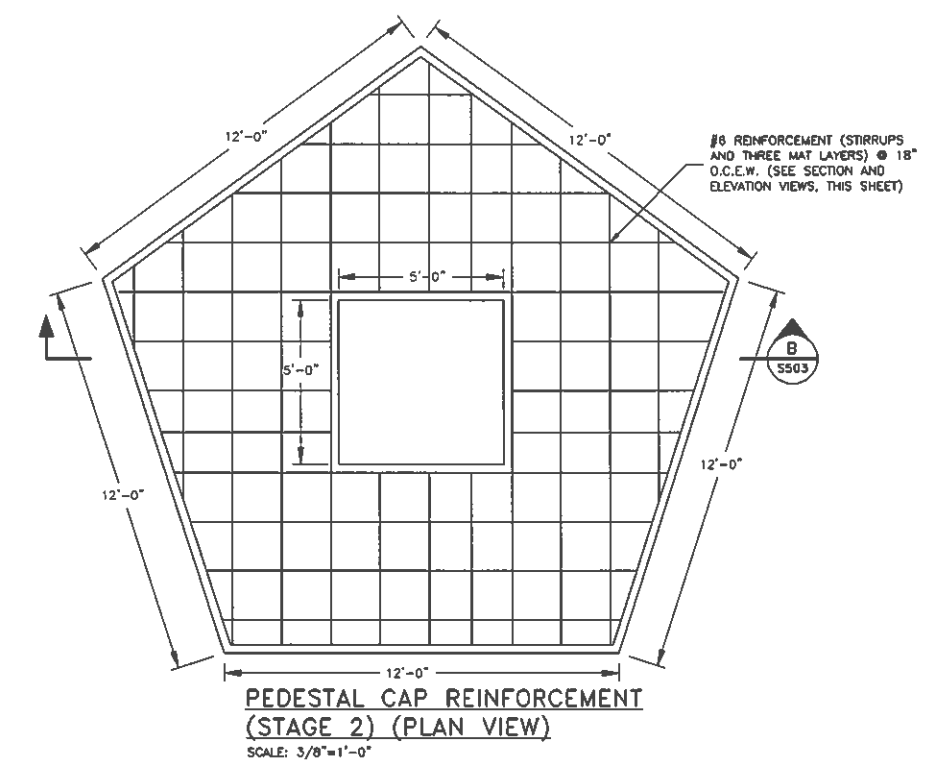 12'-0"
12'-0"
#6 REINFORCEMENT (STIRRUPS
AND THREE MAT LAYERS) @ 18"
O.C.E.W. (SEE SECTION AND
ELEVATION VIEWS, THIS SHEET)
5'-0"
5'-0"
B
S503
12'-0"
12'-0"
12'-0"
PEDESTAL CAP REINFORCEMENT
(STAGE 2) (PLAN VIEW)
SCALE: 3/8"=1'-0"